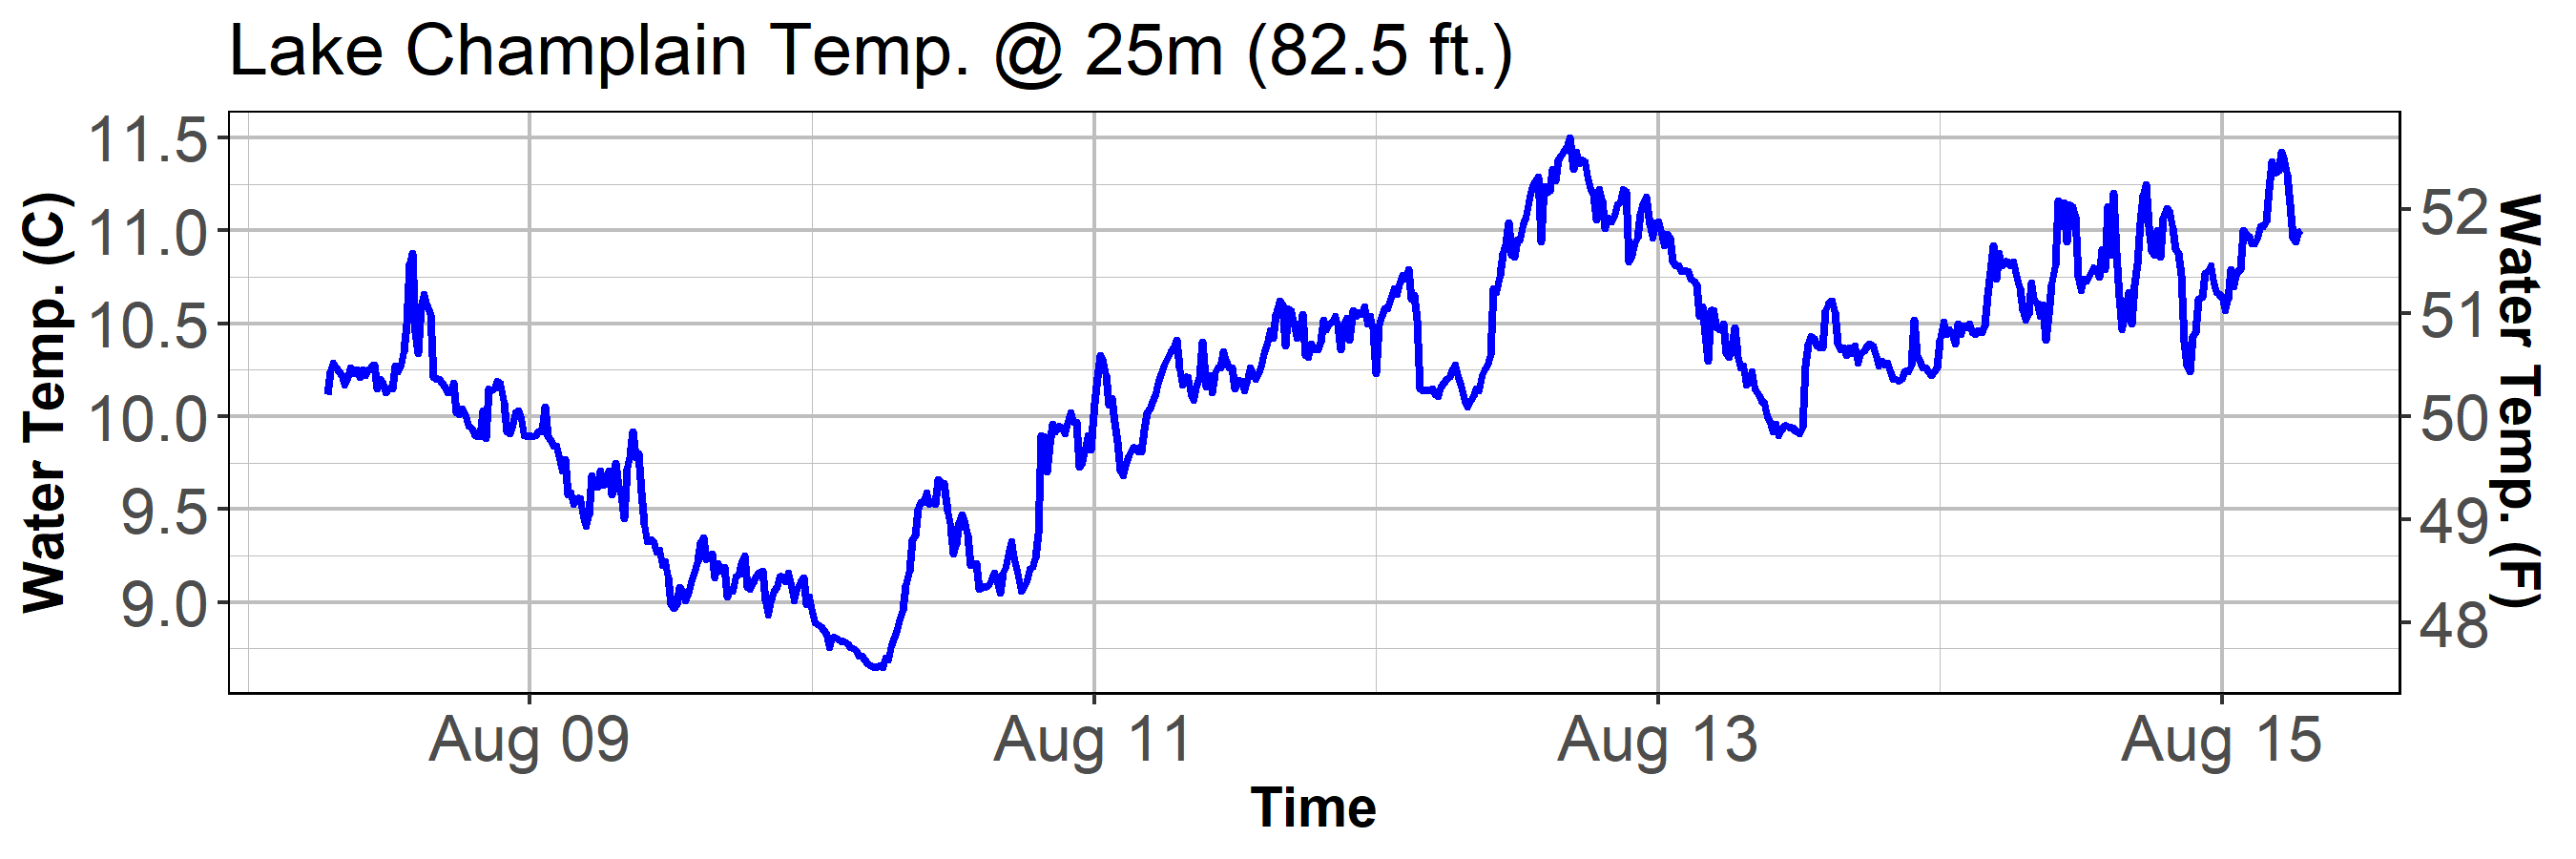 Lake Champlain Temp. @ 25m (82.5 ft.)
Water Temp. (C)
11.5
11.0
10.5
10.0
9.5
9.0
52
51
50
49
48
Water Temp. (F)
Aug 09
Aug 11
Aug 13
Aug 15
Time